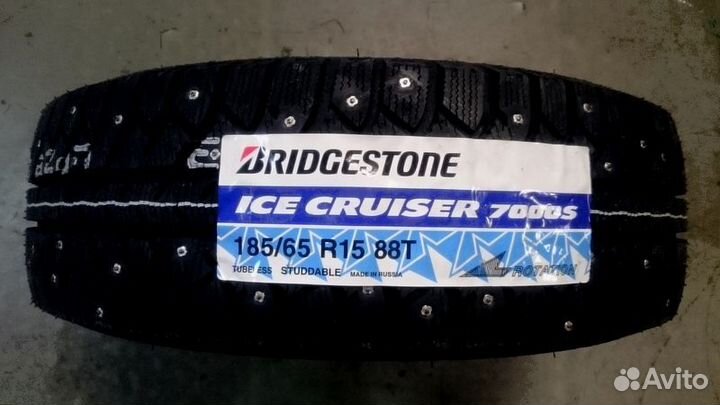 BRIDGESTONE
ICE CRUISER 7000S
185/65 R15 88T
TUBELESS STUDDABLE MADE IN RUSSIA
ROTATION
Avito